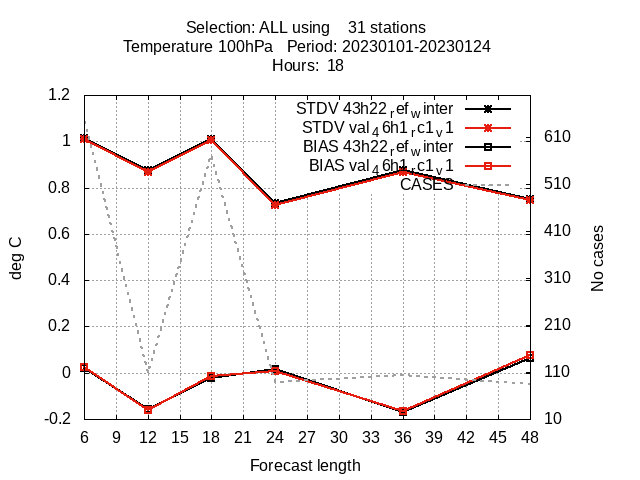 Selection: ALL using 31 stations
Temperature 100hPa Period: 20230101-20230124
Hours: 18
1.2
1
0.8
0.6
0.4
0.2
0
-0.2
deg C
STDV 43h22_ref_winter
STDV val_46h1_rc1_v1
BIAS 43h22_ref_winter
BIAS val_46h1_rc1_v1
CASES
610
510
410
310
210
110
10
No cases
6 9 12 15 18 21 24 27 30 33 36 39 42 45 48
Forecast length